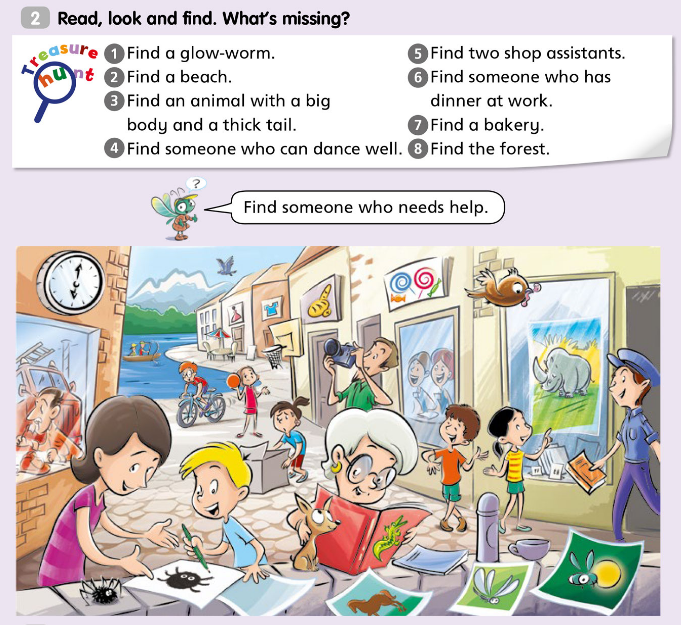 2 Read, look and find. What's missing?
Treasure hunt
1 Find a glow-worm.
2 Find a beach.
3 Find an animal with a big
body and a thick tail.
4 Find someone who can dance well.
5 Find two shop assistants.
6 Find someone who has
dinner at work.
7 Find a bakery.
8 Find the forest.
?
Find someone who needs help.